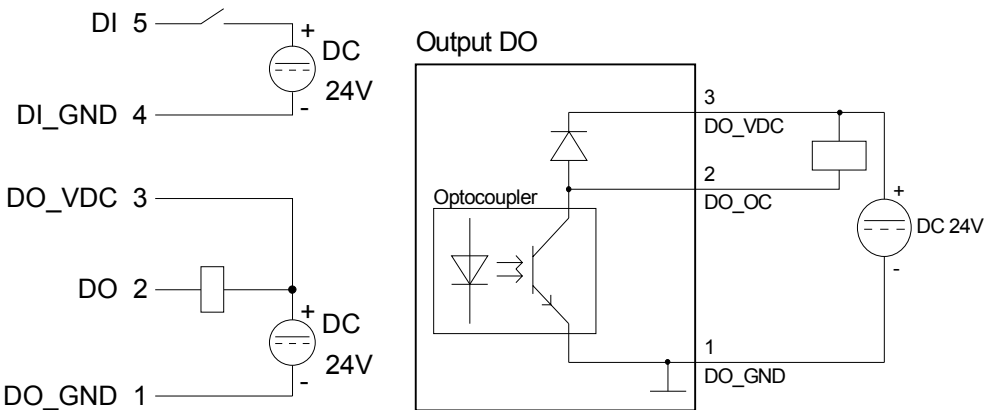 DI 5
+
DC
24V
-
DI_GND 4
DO_VDC 3
DO 2
+
DC
24V
-
DO_GND 1
Output DO
3
DO_VDC
2
DO_OC
Optocoupler
+
DC 24V
-
1
DO_GND